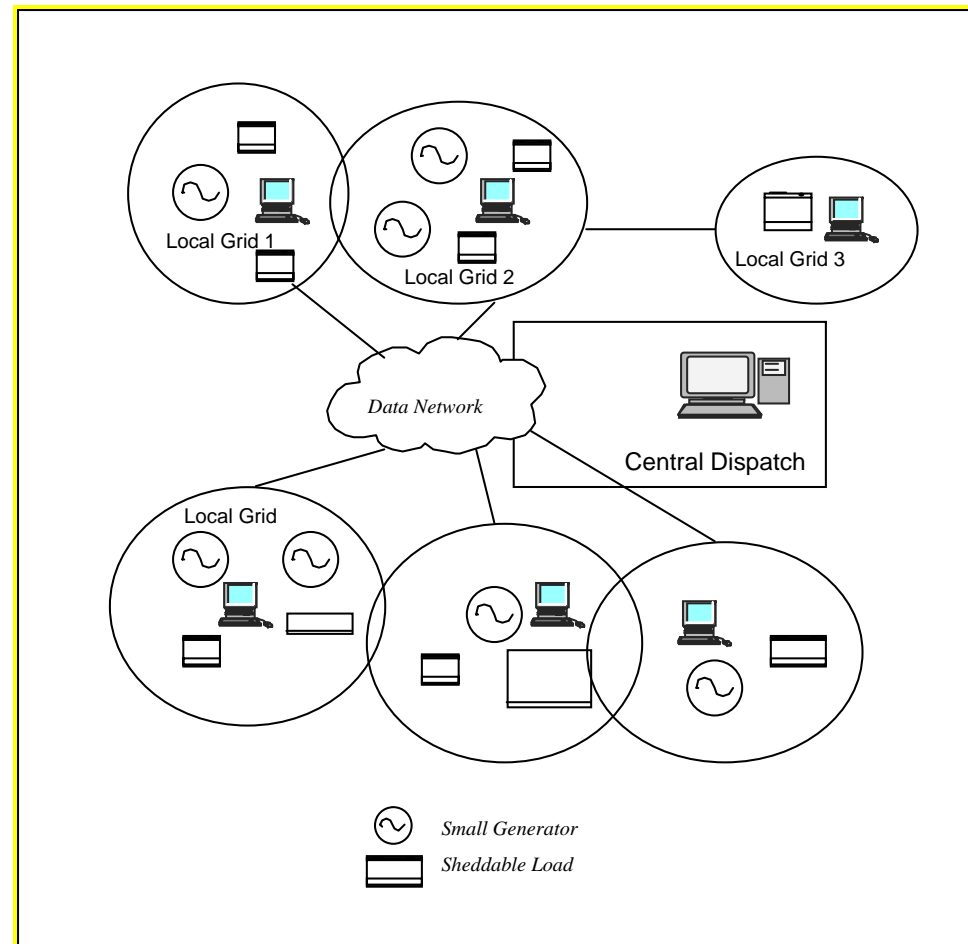 Local Grid 1
Local Grid 2
Local Grid 3
Data Network
Central Dispatch
Local Grid
Small Generator
Sheddable Load